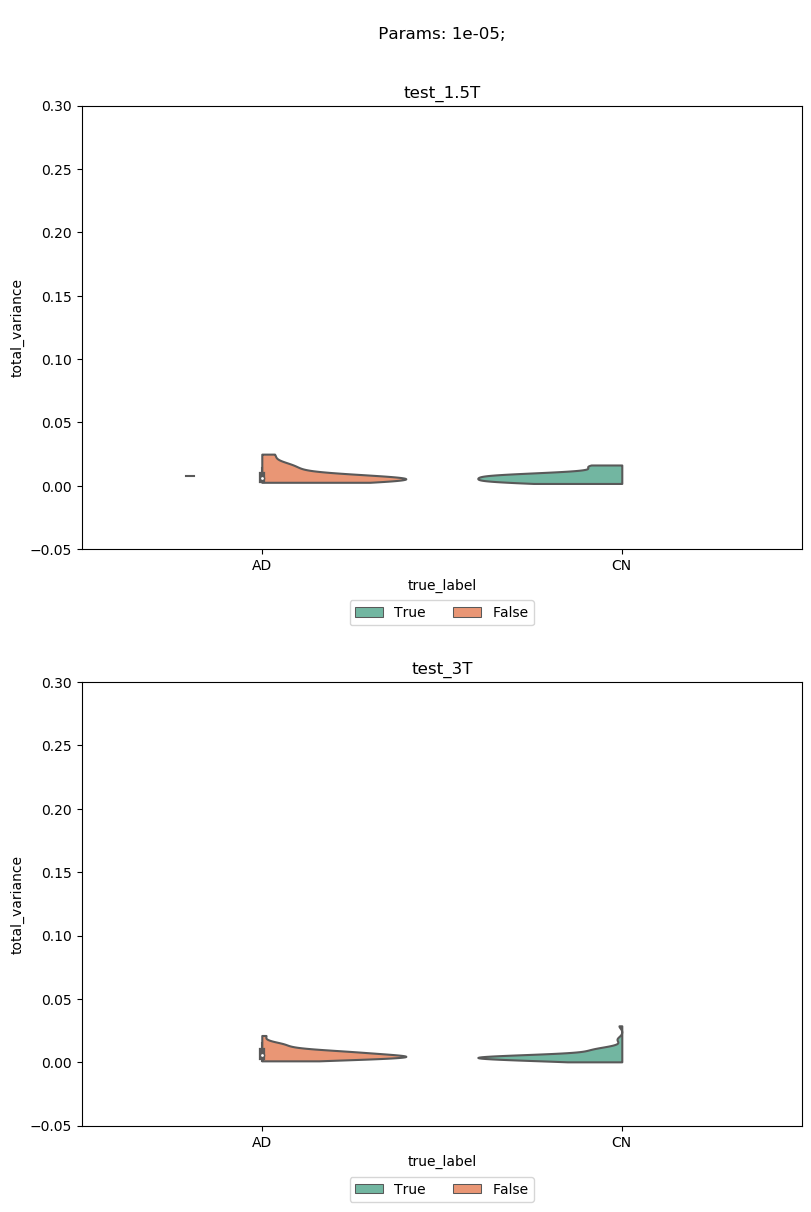 Params: 1e-05;
test_1.5T
0.30
0.25
0.20
0.15
0.10
0.05
0.00
−0.05
total_variance
AD CN
true_label
True False
test_3T
0.30
0.25
0.20
0.15
0.10
0.05
0.00
−0.05
total_variance
AD CN
true_label
True False